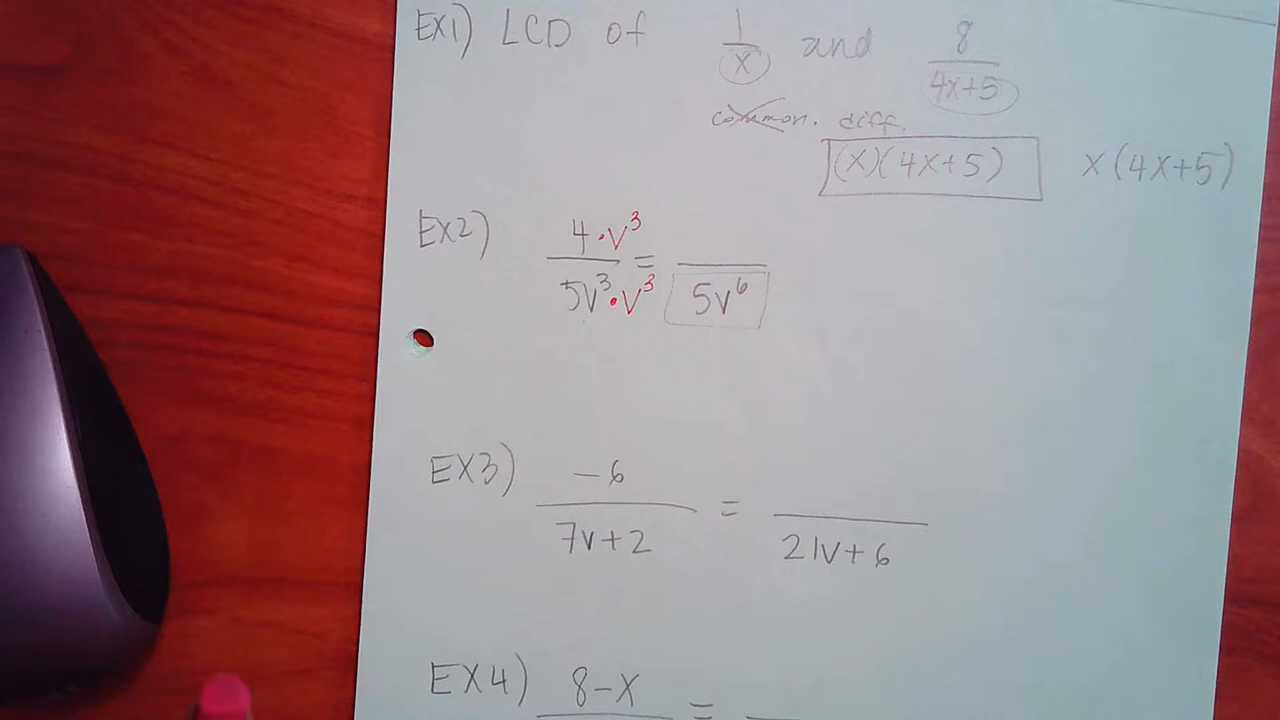 EX1) LCD of 1/x and 8/4x+5
common. diff.
(x)(4x+5) x(4x+5)
EX2) 4·v³/5v³·v³ = /5v⁶
EX3) -6/7v+2 = /21v+6
EX4) 8-x =